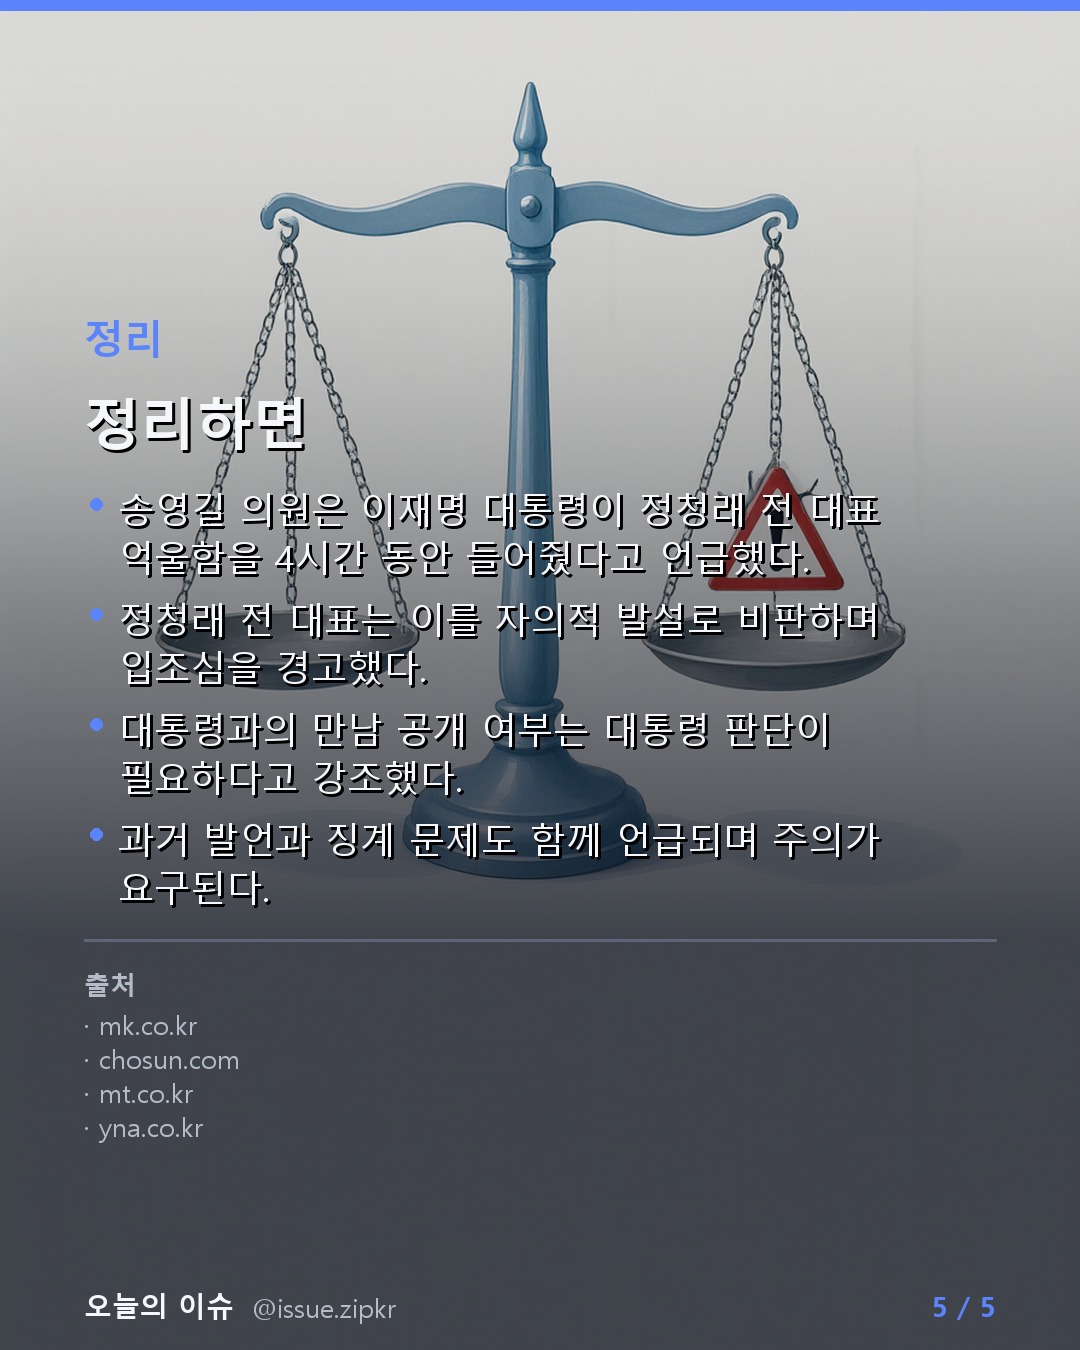 정리
정리하면
• 송영길 의원은 이재명 대통령이 정청래 전 대표
억울함을 4시간 동안 들어줬다고 언급했다.
• 정청래 전 대표는 이를 자의적 발설로 비판하며
입조심을 경고했다.
• 대통령과의 만남 공개 여부는 대통령 판단이
필요하다고 강조했다.
• 과거 발언과 징계 문제도 함께 언급되며 주의가
요구된다.
출처
· mk.co.kr
· chosun.com
· mt.co.kr
· yna.co.kr
오늘의 이슈 @issue.zipkr
5 / 5